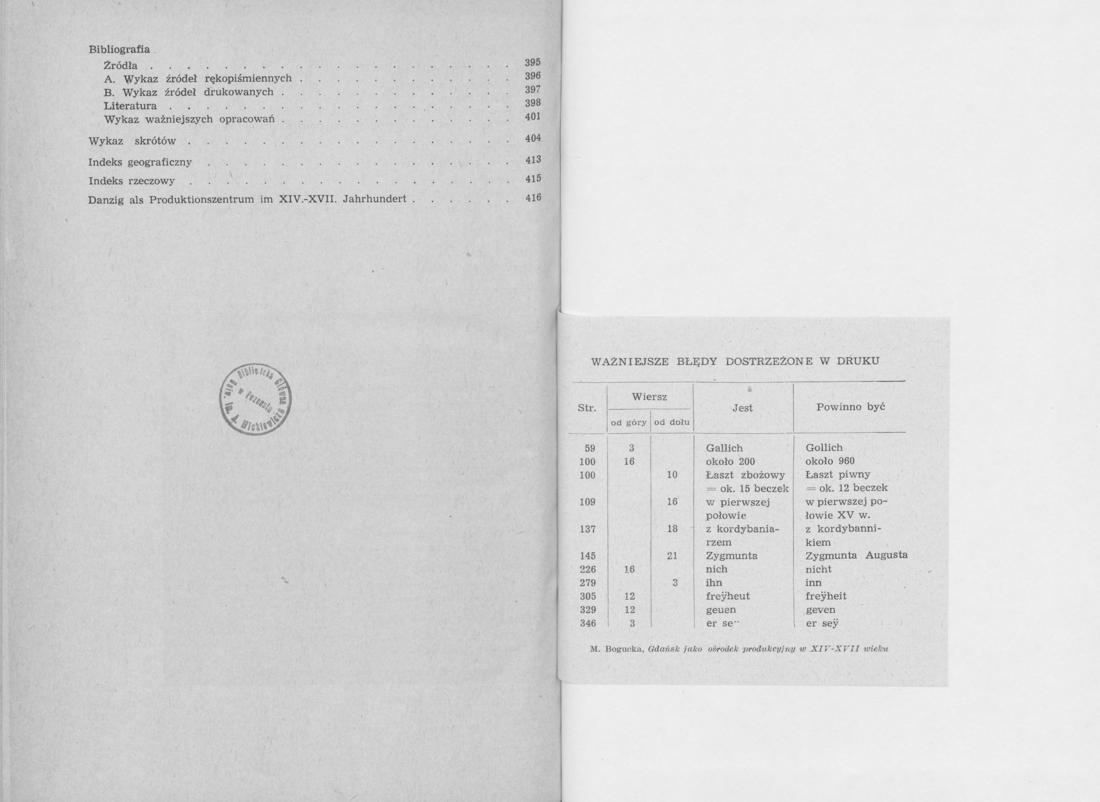 Bibliografia
Źródła . . . . . . . . . . . . . . . . . . . . 395
A. Wykaz źródeł rękopiśmiennych . . . . . . . . . . . . 396
B. Wykaz źródeł drukowanych . . . . . . . . . . . . . 397
Literatura . . . . . . . . . . . . . . . . . . . 398
Wykaz ważniejszych opracowań . . . . . . . . . . . . . 401
Wykaz skrótów . . . . . . . . . . . . . . . . . . 404
Indeks geograficzny . . . . . . . . . . . . . . . . . 413
Indeks rzeczowy . . . . . . . . . . . . . . . . . . 415
Danzig als Produktionszentrum im XIV.-XVII. Jahrhundert . . . . . . 416
Biblioteka Główna
im. A. Mickiewicza
w Poznaniu
WAŻNIEJSZE BŁĘDY DOSTRZEŻONE W DRUKU
Str. Wiersz Jest Powinno być
od góry od dołu
59 3 Gallich Gollich
100 16 około 200 około 960
100 10 Łaszt zbożowy Łaszt piwny
= ok. 15 beczek = ok. 12 beczek
109 16 w pierwszej w pierwszej po-
połowie łowie XV w.
137 18 z kordybania- z kordybanni-
rzem kiem
145 21 Zygmunta Zygmunta Augusta
226 16 nich nicht
279 3 ihn inn
305 12 freÿheut freÿheit
329 12 geuen geven
346 3 er se¨ er seÿ
M. Bogucka, Gdańsk jako ośrodek produkcyjny w XIV-XVII wieku